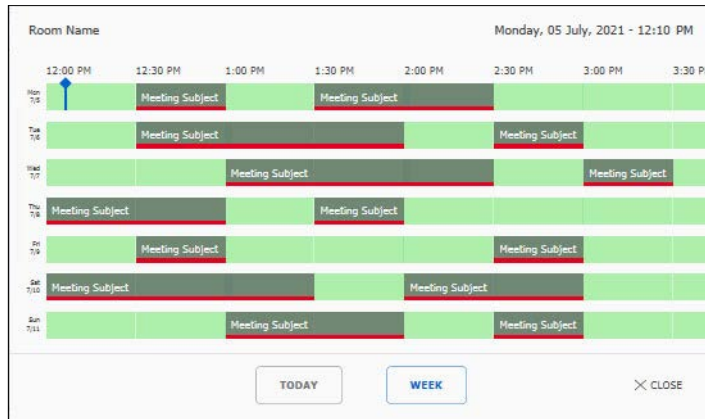 Room Name Monday, 05 July, 2021 - 12:10 PM
12:00 PM 12:30 PM 1:00 PM 1:30 PM 2:00 PM 2:30 PM 3:00 PM 3:30 P
Mon
7/5 Meeting Subject Meeting Subject
Tue
7/6 Meeting Subject Meeting Subject
Wed
7/7 Meeting Subject Meeting Subject
Thu
7/8 Meeting Subject Meeting Subject
Fri
7/9 Meeting Subject Meeting Subject
Sat
7/10 Meeting Subject Meeting Subject
Sun
7/11 Meeting Subject Meeting Subject
TODAY WEEK CLOSE